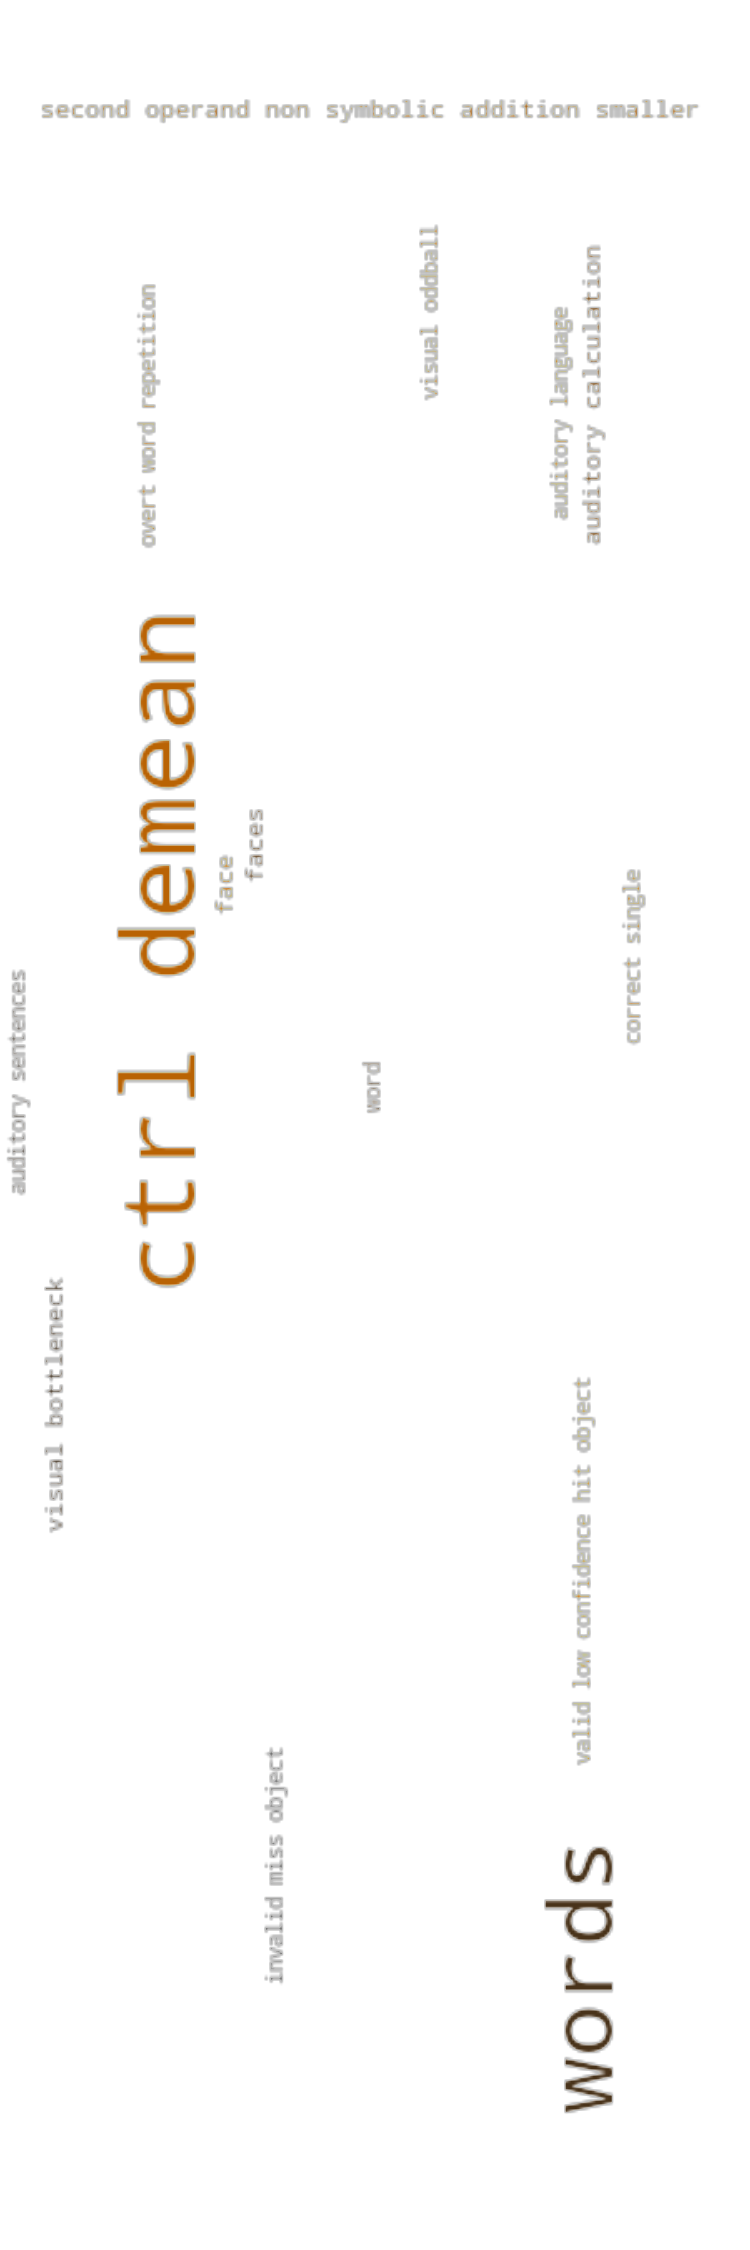 second operand non symbolic addition smaller
visual oddball
auditory calculation
overt word repetition
auditory language
ctrl demean
faces
face
correct single
auditory sentences
word
visual bottleneck
valid low confidence hit object
invalid miss object
words